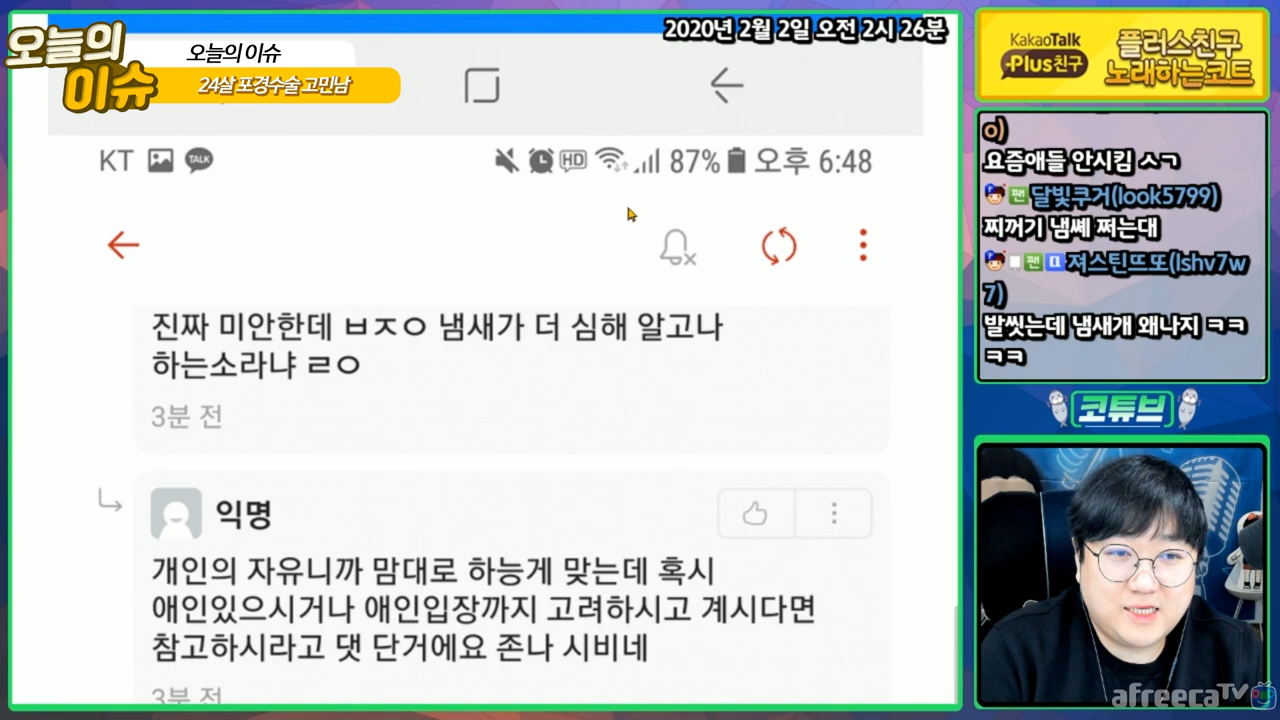 오늘의
이슈
오늘의 이슈
24살 포경수술 고민남
2020년 2월 2일 오전 2시 26분
KT TALK HD 87% 오후 6:48
진짜 미안한데 ㅂㅈㅇ 냄새가 더 심해 알고나
하는소라냐 ㄹㅇ
3분 전
익명
개인의 자유니까 맘대로 하능게 맞는데 혹시
애인있으시거나 애인입장까지 고려하시고 계시다면
참고하시라고 댓 단거에요 존나 시비네
3분 전
KakaoTalk
Plus친구
플러스친구
노래하는코트
이)
요즘애들 안시킴 ㅅㄱ
팬 달빛쿠거(look5799)
찌꺼기 냄쎄 쩌는대
팬 져스틴뜨또(lshv7w
7)
발씻는데 냄새개 왜나지 ㅋㅋ
ㅋㅋ
코튜브
afreecaTV